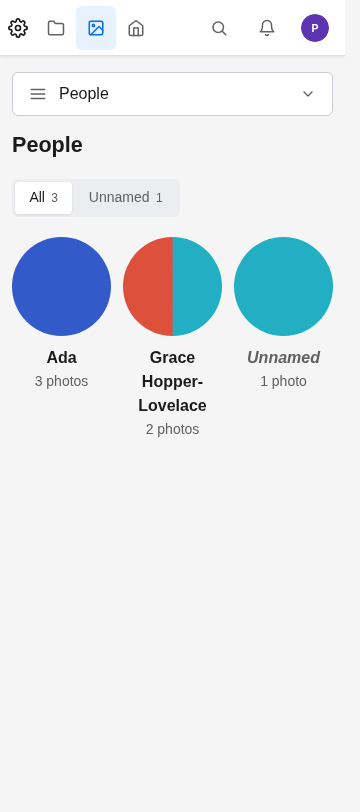 P
People
People
All 3
Unnamed 1
Ada
3 photos
Grace
Hopper-
Lovelace
2 photos
Unnamed
1 photo